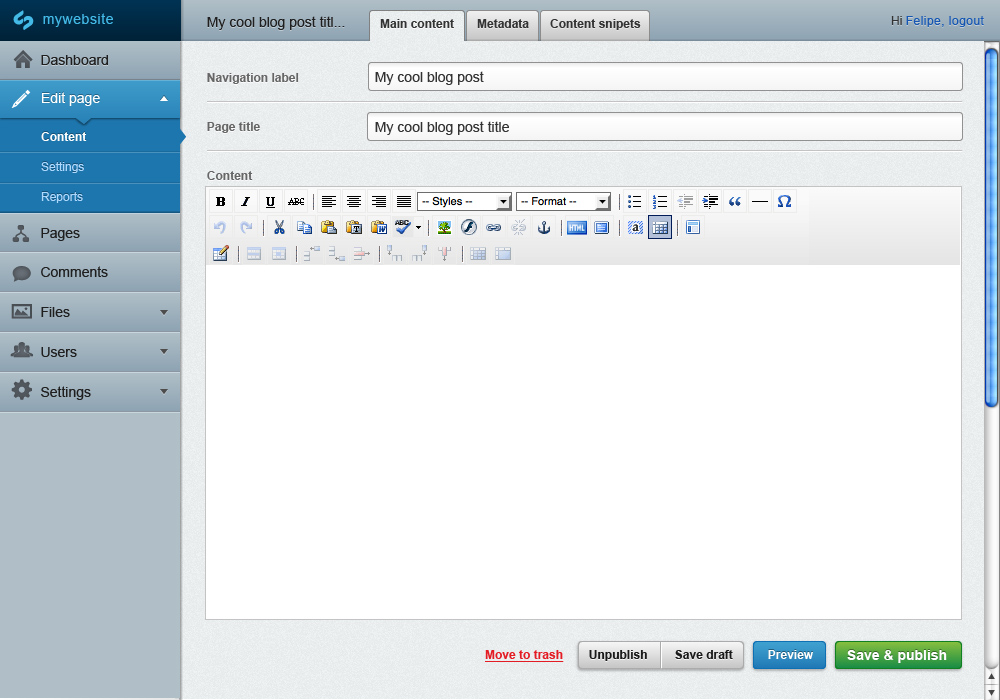 mywebsite
My cool blog post titl...
Main content
Metadata
Content snipets
Hi Felipe, logout
Dashboard
Edit page
Content
Settings
Reports
Pages
Comments
Files
Users
Settings
Navigation label
My cool blog post
Page title
My cool blog post title
Content
B I U ABC -- Styles -- -- Format -- “ Ω
T W ABC HTML a
Move to trash
Unpublish
Save draft
Preview
Save & publish